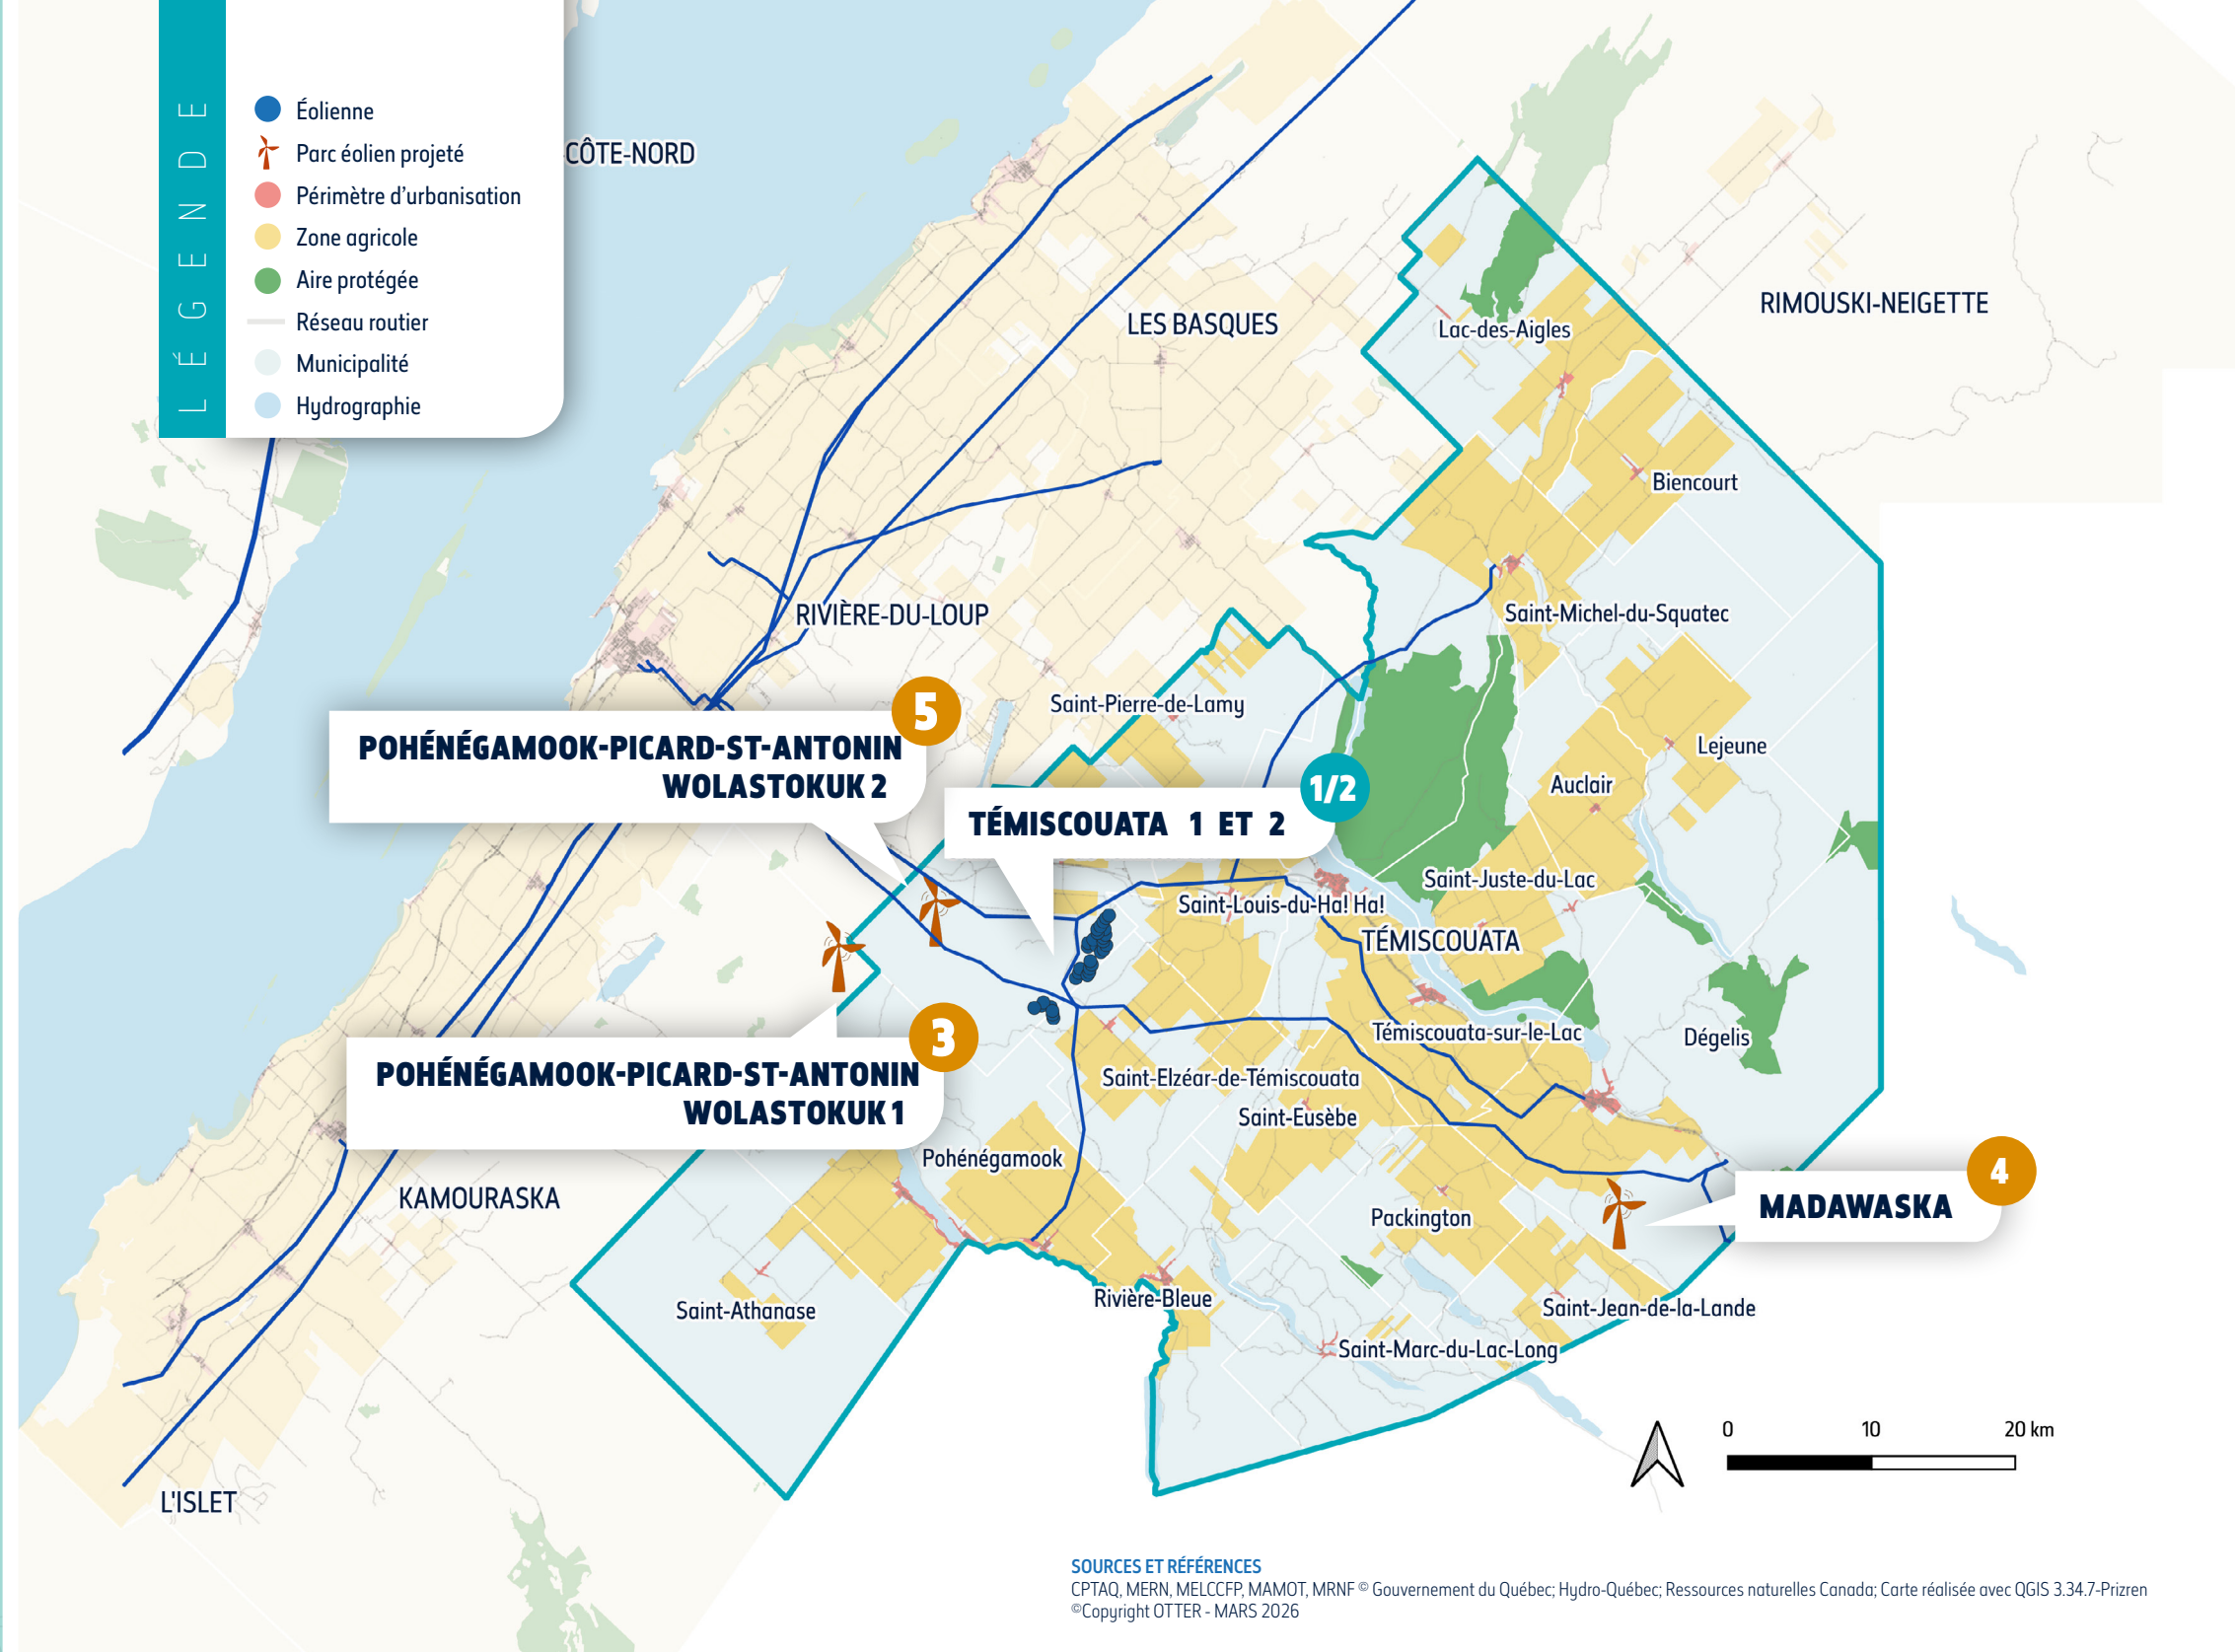 LÉGENDE
Éolienne
Parc éolien projeté
Périmètre d'urbanisation
Zone agricole
Aire protégée
Réseau routier
Municipalité
Hydrographie
CÔTE-NORD
LES BASQUES
RIMOUSKI-NEIGETTE
Lac-des-Aigles
Biencourt
RIVIÈRE-DU-LOUP
Saint-Michel-du-Squatec
Saint-Pierre-de-Lamy
5
POHÉNÉGAMOOK-PICARD-ST-ANTONIN
WOLASTOKUK 2
Lejeune
Auclair
1/2
TÉMISCOUATA 1 ET 2
Saint-Juste-du-Lac
Saint-Louis-du-Ha! Ha!
TÉMISCOUATA
3
POHÉNÉGAMOOK-PICARD-ST-ANTONIN
WOLASTOKUK 1
Témiscouata-sur-le-Lac
Dégelis
Saint-Elzéar-de-Témiscouata
Saint-Eusèbe
Pohénégamook
KAMOURASKA
4
MADAWASKA
Packington
Rivière-Bleue
Saint-Athanase
Saint-Jean-de-la-Lande
Saint-Marc-du-Lac-Long
0 10 20 km
L'ISLET
SOURCES ET RÉFÉRENCES
CPTAQ, MERN, MELCCFP, MAMOT, MRNF © Gouvernement du Québec; Hydro-Québec; Ressources naturelles Canada; Carte réalisée avec QGIS 3.34.7-Prizren
©Copyright OTTER - MARS 2026